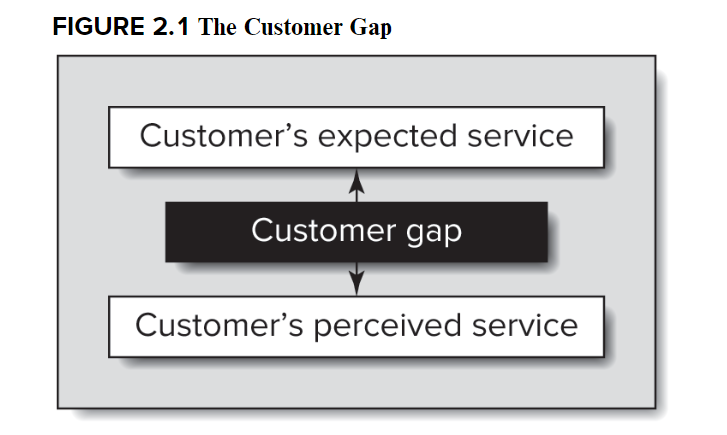 FIGURE 2.1 The Customer Gap
Customer’s expected service
Customer gap
Customer’s perceived service